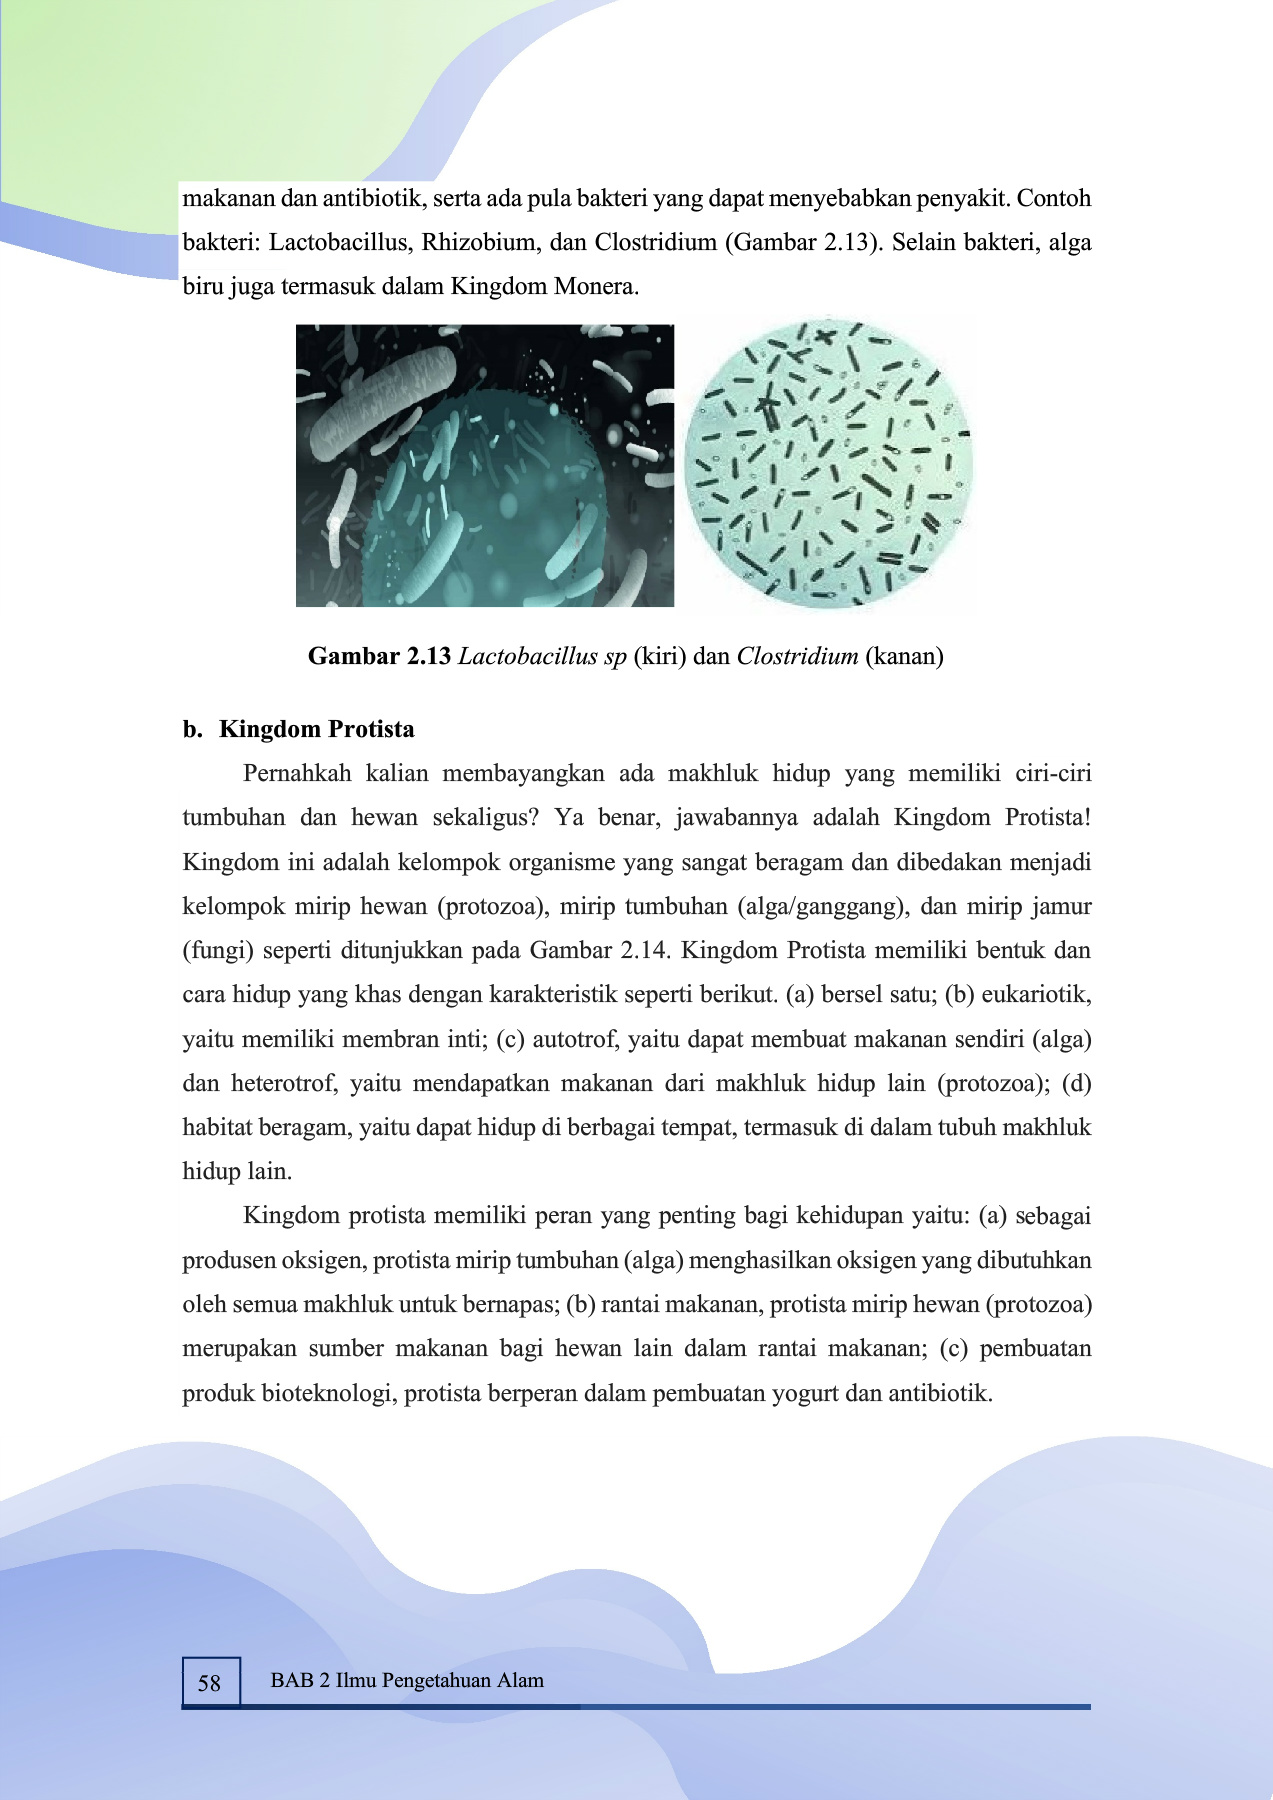 makanan dan antibiotik, serta ada pula bakteri yang dapat menyebabkan penyakit. Contoh
bakteri: Lactobacillus, Rhizobium, dan Clostridium (Gambar 2.13). Selain bakteri, alga
biru juga termasuk dalam Kingdom Monera.
Gambar 2.13 Lactobacillus sp (kiri) dan Clostridium (kanan)
b. Kingdom Protista
Pernahkah kalian membayangkan ada makhluk hidup yang memiliki ciri-ciri
tumbuhan dan hewan sekaligus? Ya benar, jawabannya adalah Kingdom Protista!
Kingdom ini adalah kelompok organisme yang sangat beragam dan dibedakan menjadi
kelompok mirip hewan (protozoa), mirip tumbuhan (alga/ganggang), dan mirip jamur
(fungi) seperti ditunjukkan pada Gambar 2.14. Kingdom Protista memiliki bentuk dan
cara hidup yang khas dengan karakteristik seperti berikut. (a) bersel satu; (b) eukariotik,
yaitu memiliki membran inti; (c) autotrof, yaitu dapat membuat makanan sendiri (alga)
dan heterotrof, yaitu mendapatkan makanan dari makhluk hidup lain (protozoa); (d)
habitat beragam, yaitu dapat hidup di berbagai tempat, termasuk di dalam tubuh makhluk
hidup lain.
Kingdom protista memiliki peran yang penting bagi kehidupan yaitu: (a) sebagai
produsen oksigen, protista mirip tumbuhan (alga) menghasilkan oksigen yang dibutuhkan
oleh semua makhluk untuk bernapas; (b) rantai makanan, protista mirip hewan (protozoa)
merupakan sumber makanan bagi hewan lain dalam rantai makanan; (c) pembuatan
produk bioteknologi, protista berperan dalam pembuatan yogurt dan antibiotik.
58 BAB 2 Ilmu Pengetahuan Alam